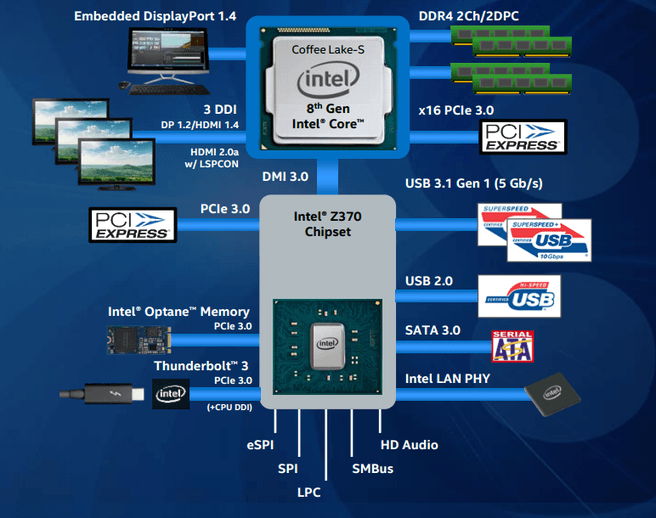 Embedded DisplayPort 1.4
DDR4 2Ch/2DPC
Coffee Lake-S
intel
8th Gen
Intel® Core™
3 DDI
DP 1.2/HDMI 1.4
HDMI 2.0a
w/ LSPCON
x16 PCIe 3.0
PCI
EXPRESS®
DMI 3.0
USB 3.1 Gen 1 (5 Gb/s)
PCI
EXPRESS®
PCIe 3.0
Intel® Z370
Chipset
SUPERSPEED
CERTIFIED
SUPERSPEED+
CERTIFIED USB
10Gbps
USB 2.0
HI-SPEED
CERTIFIED USB
Intel® Optane™ Memory
PCIe 3.0
SATA 3.0
SERIAL
ATA
intel
Thunderbolt™ 3
PCIe 3.0
(+CPU DDI)
intel
Intel LAN PHY
intel
eSPI
SPI
LPC
SMBus
HD Audio